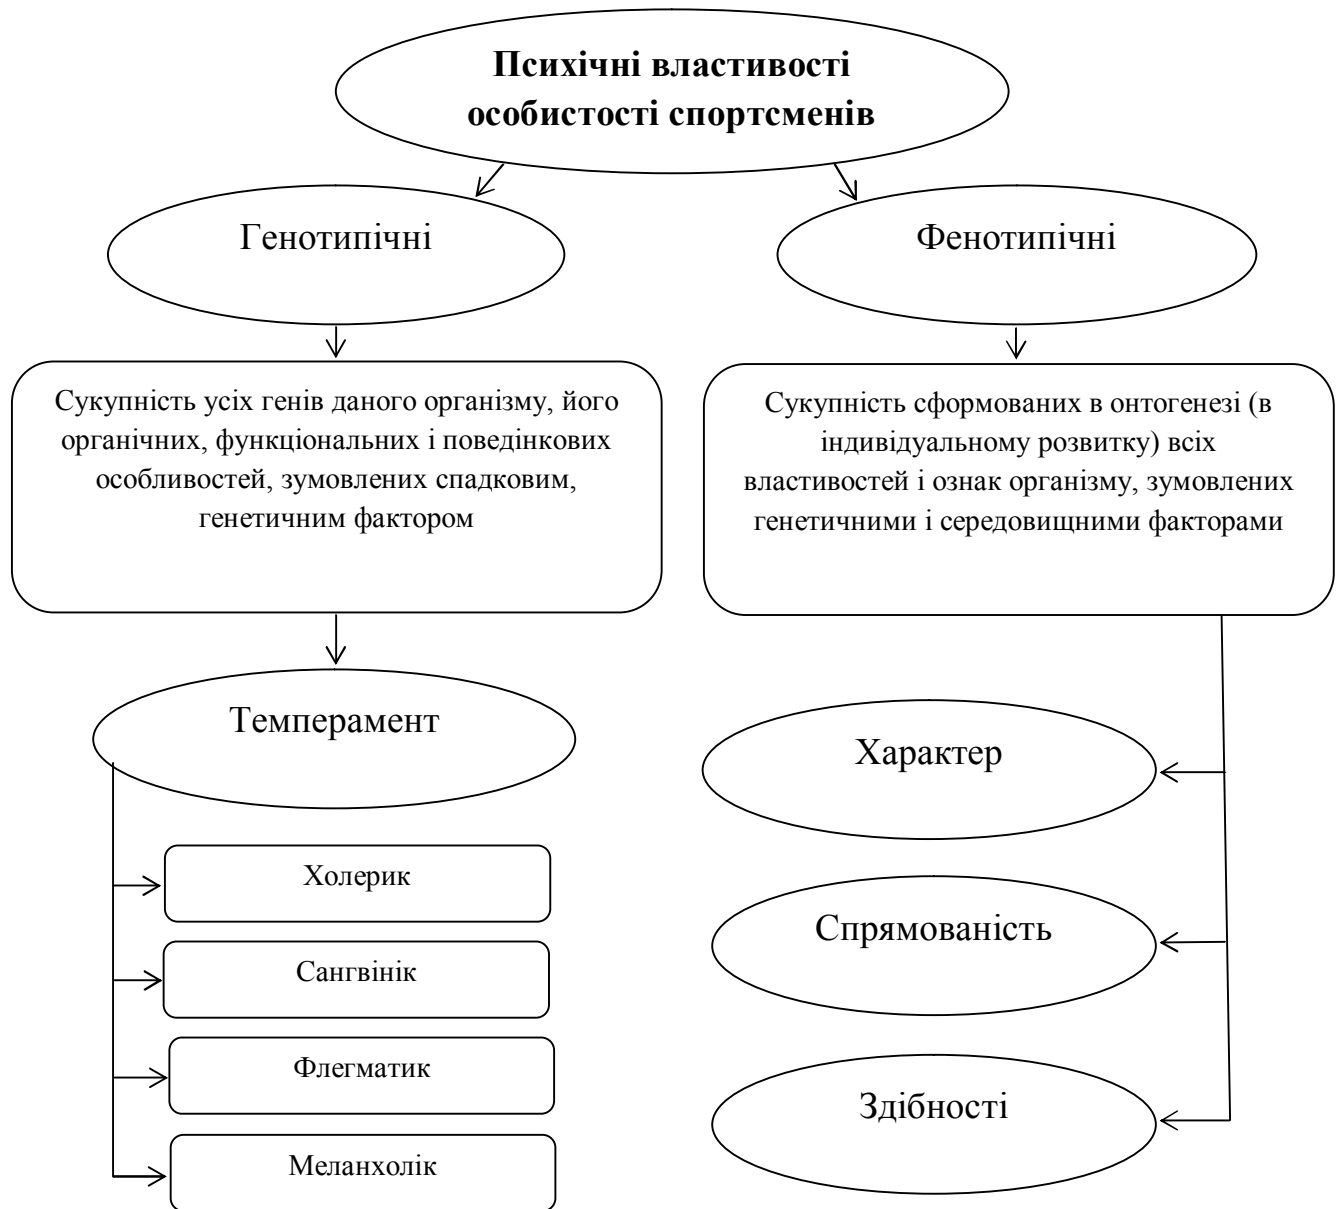 Психічні властивості
особистості спортсменів
Генотипічні
Фенотипічні
Сукупність усіх генів даного організму, його
органічних, функціональних і поведінкових
особливостей, зумовлених спадковим,
генетичним фактором
Сукупність сформованих в онтогенезі (в
індивідуальному розвитку) всіх
властивостей і ознак організму, зумовлених
генетичними і середовищними факторами
Темперамент
Холерик
Сангвінік
Флегматик
Меланхолік
Характер
Спрямованість
Здібності